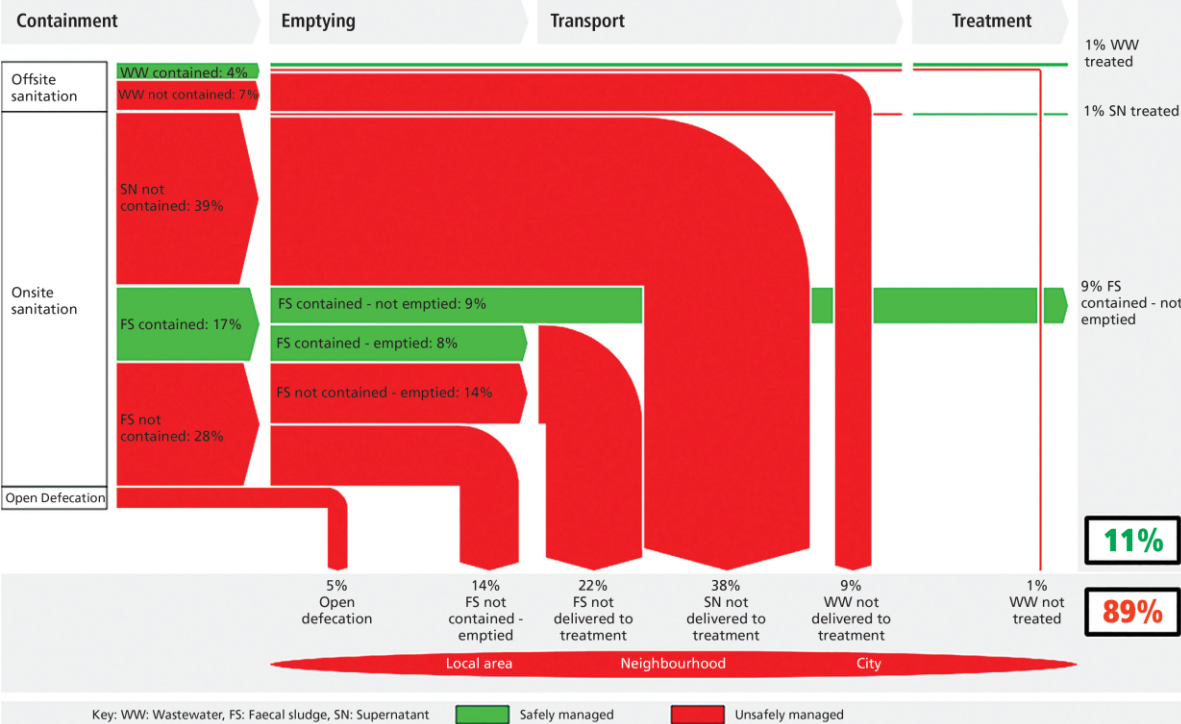 Containment
Emptying
Transport
Treatment
Offsite
sanitation
WW contained: 4%
WW not contained: 7%
1% WW
treated
1% SN treated
Onsite
sanitation
SN not
contained: 39%
FS contained: 17%
FS contained - not emptied: 9%
FS contained - emptied: 8%
9% FS
contained - not
emptied
FS not
contained: 28%
FS not contained - emptied: 14%
Open Defecation
11%
89%
5%
Open
defecation
14%
FS not
contained -
emptied
22%
FS not
delivered to
treatment
38%
SN not
delivered to
treatment
9%
WW not
delivered to
treatment
1%
WW not
treated
Local area
Neighbourhood
City
Key: WW: Wastewater, FS: Faecal sludge, SN: Supernatant
Safely managed
Unsafely managed